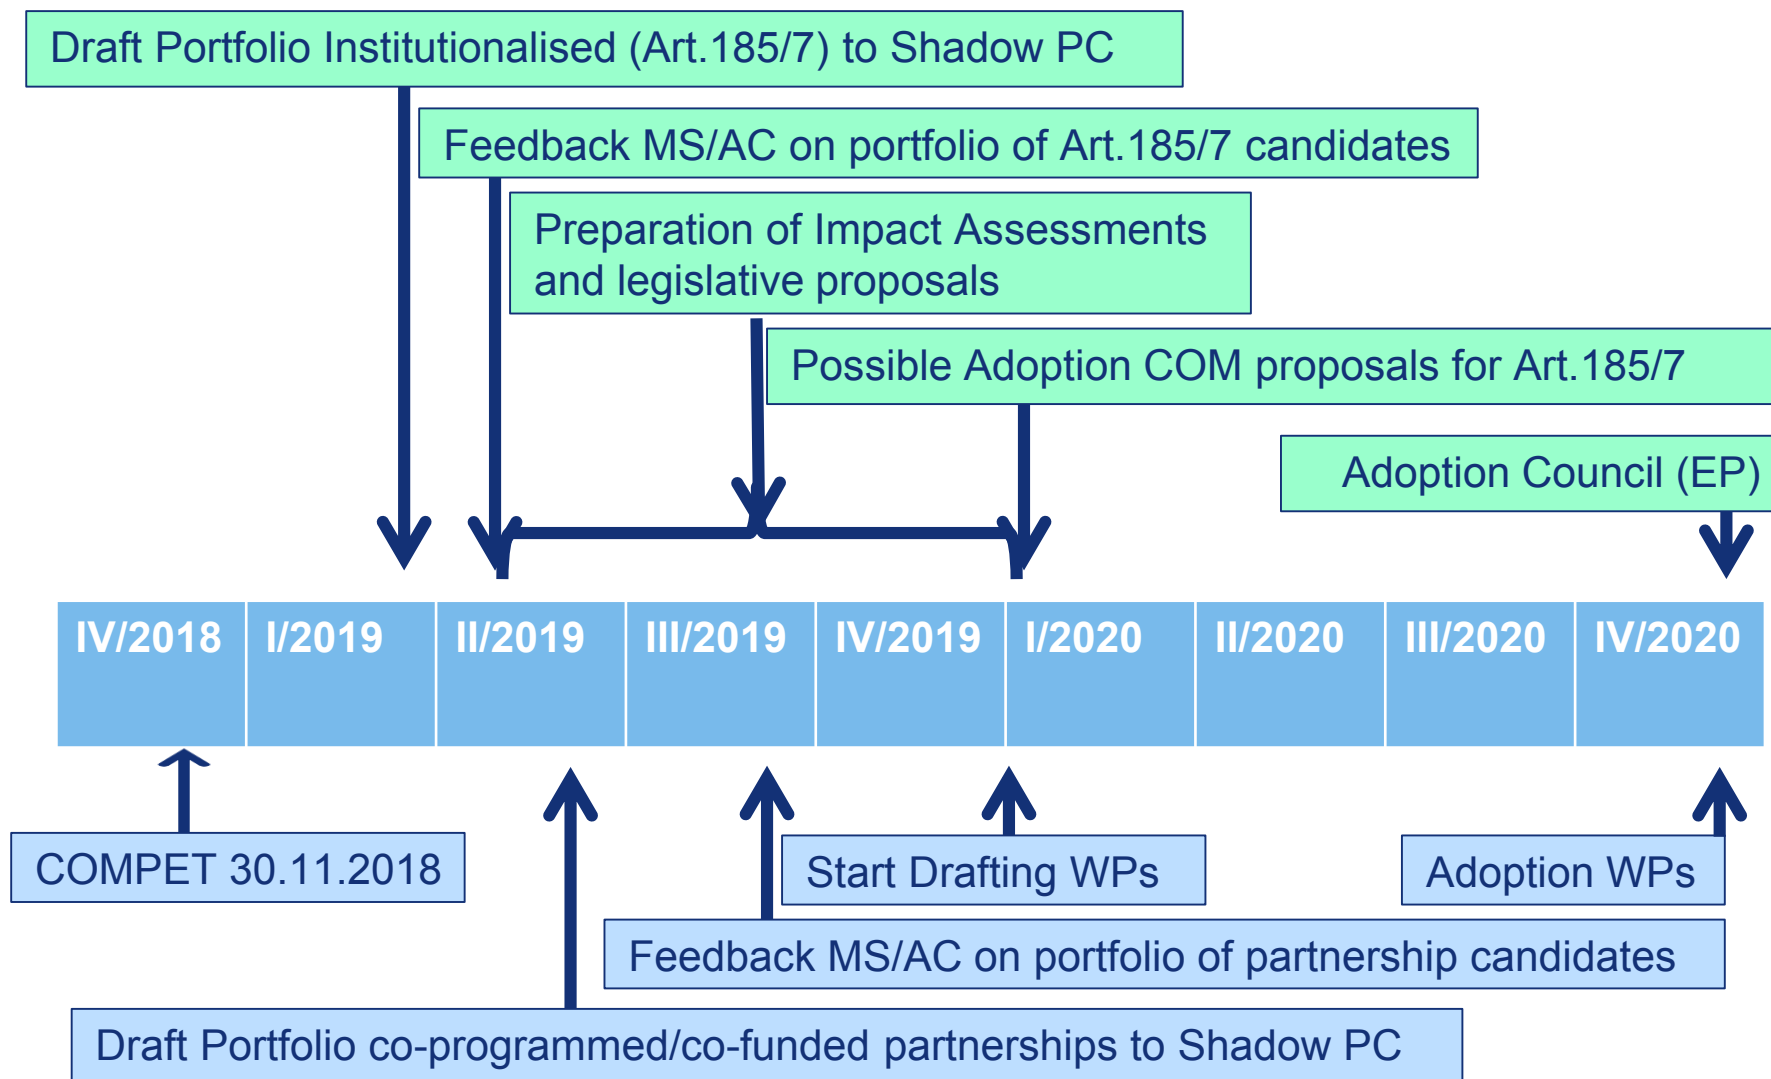 Draft Portfolio Institutionalised (Art.185/7) to Shadow PC
Feedback MS/AC on portfolio of Art.185/7 candidates
Preparation of Impact Assessments
and legislative proposals
Possible Adoption COM proposals for Art.185/7
Adoption Council (EP)
IV/2018 I/2019 II/2019 III/2019 IV/2019 I/2020 II/2020 III/2020 IV/2020
COMPET 30.11.2018
Start Drafting WPs
Adoption WPs
Feedback MS/AC on portfolio of partnership candidates
Draft Portfolio co-programmed/co-funded partnerships to Shadow PC